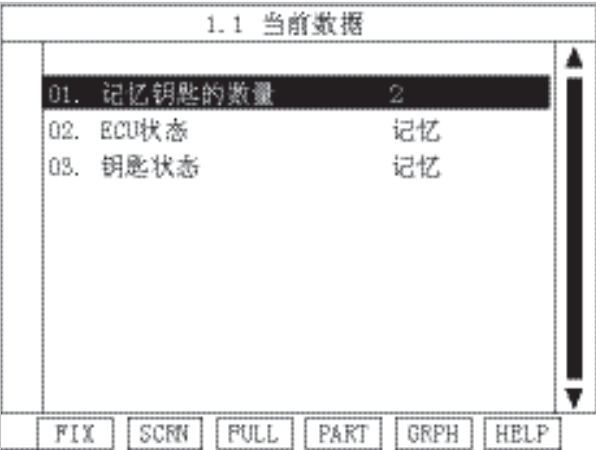 1.1 当前数据
01. 记忆钥匙的数量 2
02. ECU状态 记忆
03. 钥匙状态 记忆
FIX SCRN FULL PART GRPH HELP